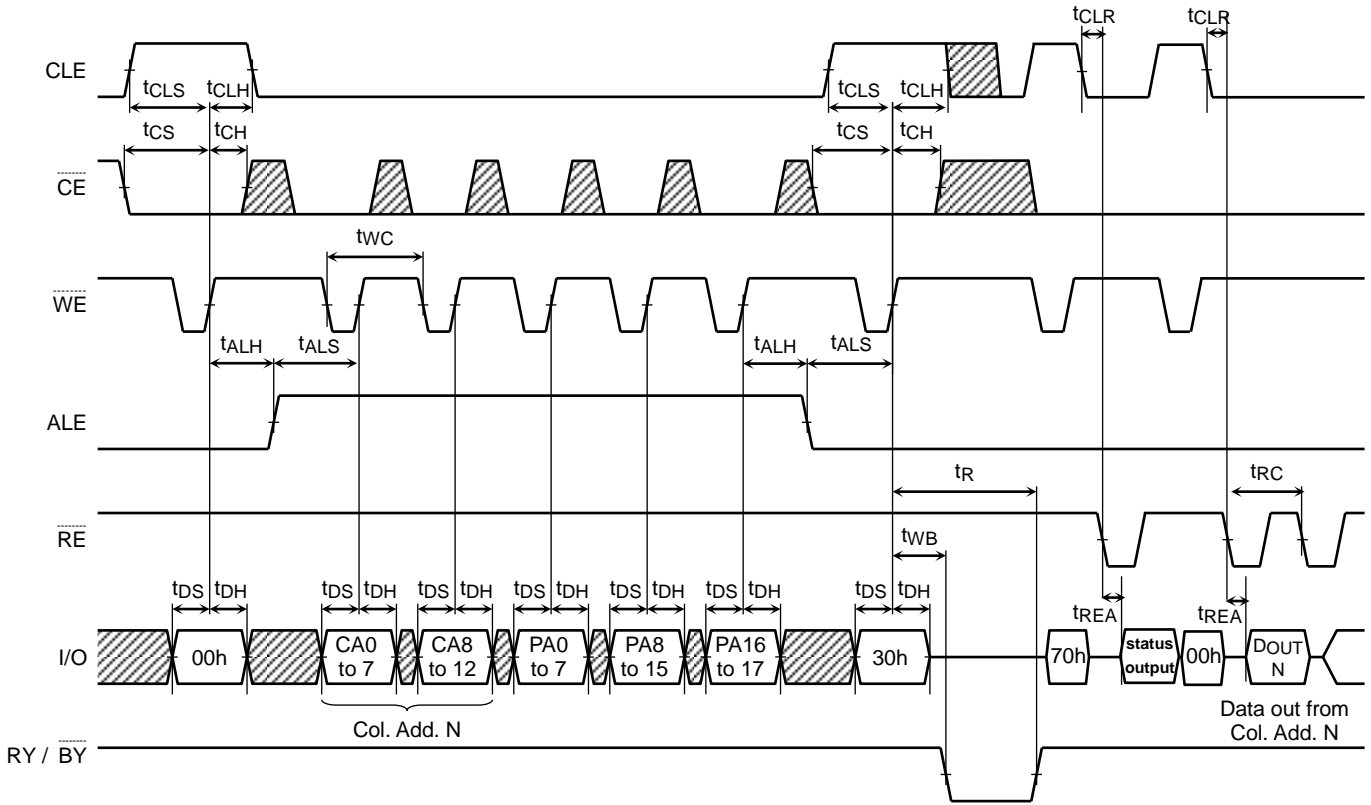 tCLR tCLR
CLE
tCLS tCLH tCLS tCLH
tCS tCH tCS tCH
CE
tWC
WE
tALH tALS tALH tALS
ALE
tR tRC
RE
tWB
tDS tDH tDS tDH tDS tDH tDS tDH tDS tDH tDS tDH tDS tDH
tREA tREA
I/O 00h CA0 to 7 CA8 to 12 PA0 to 7 PA8 to 15 PA16 to 17 30h 70h status output 00h DOUT N
Col. Add. N
Data out from
Col. Add. N
RY / BY